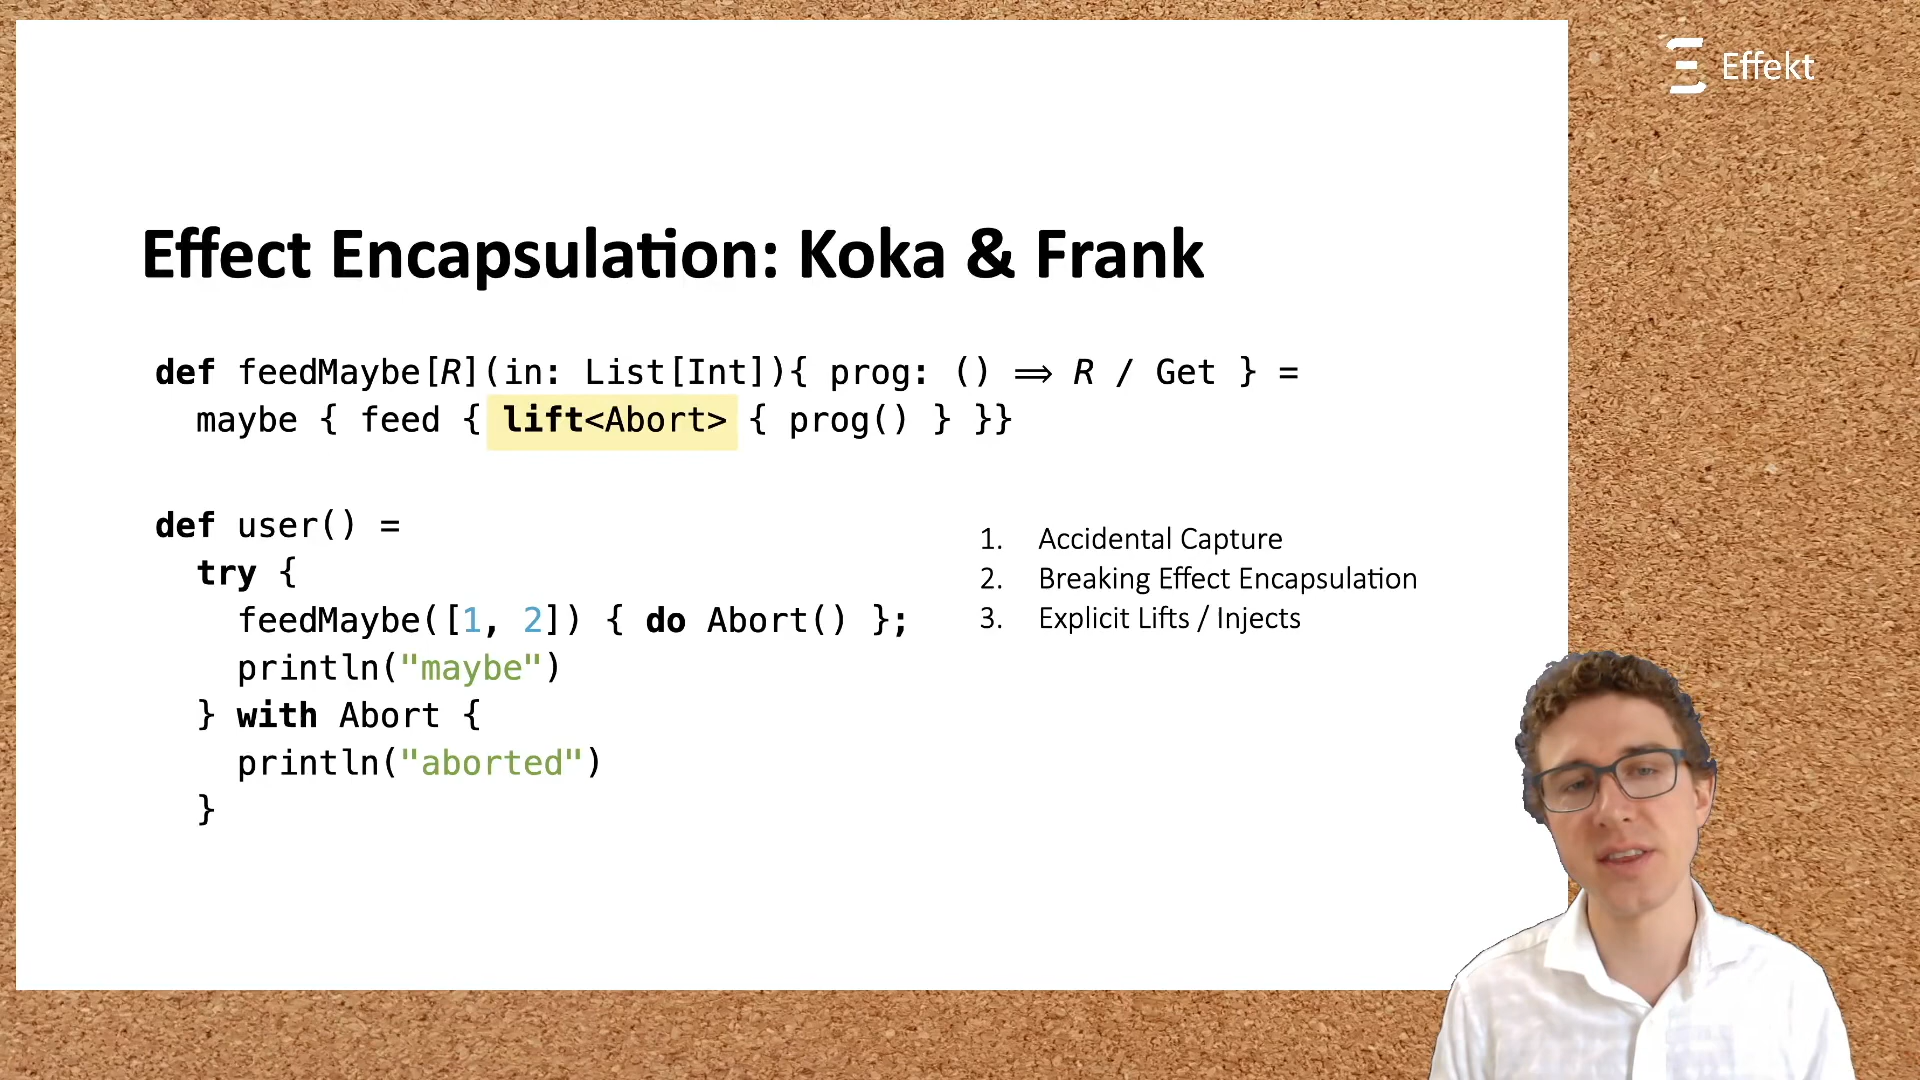 Effekt
Effect Encapsulation: Koka & Frank
def feedMaybe[R](in: List[Int]){ prog: () ⟹ R / Get } =
maybe { feed { lift<Abort> { prog() } }}
def user() =
try {
feedMaybe([1, 2]) { do Abort() };
println("maybe")
} with Abort {
println("aborted")
}
1. Accidental Capture
2. Breaking Effect Encapsulation
3. Explicit Lifts / Injects